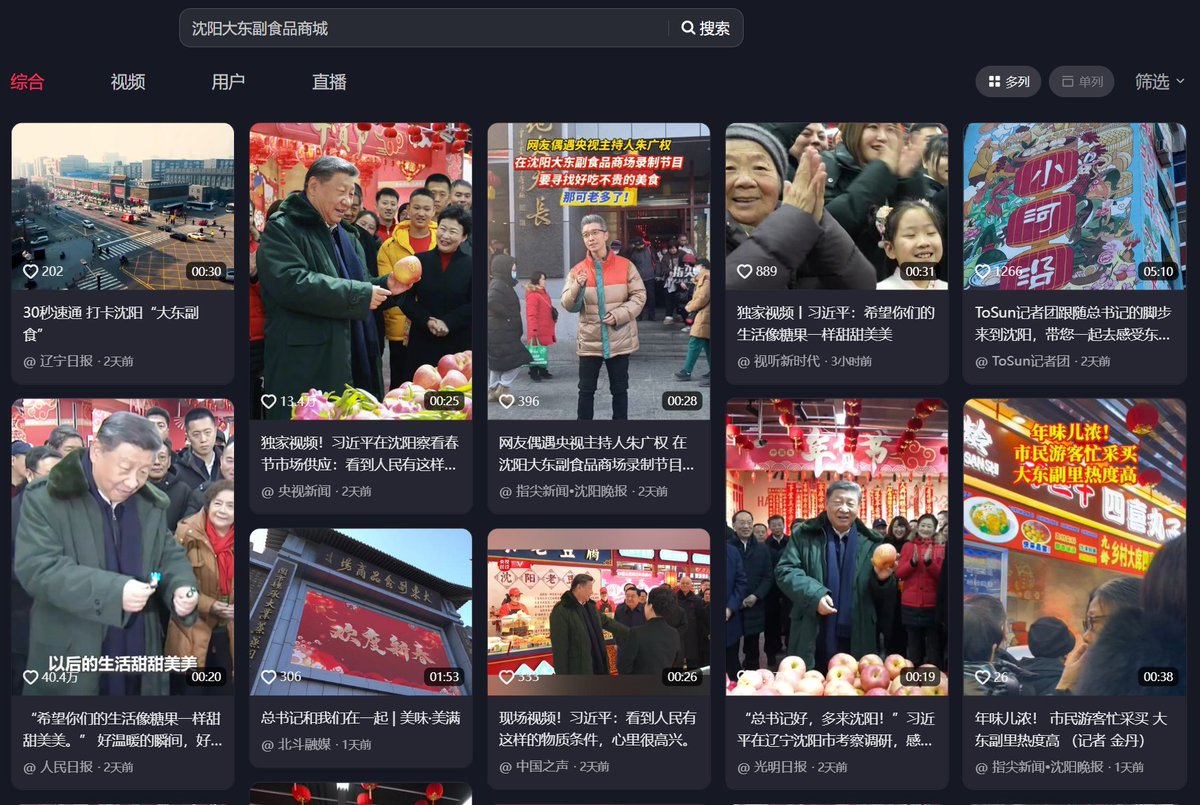 沈阳大东副食品商城
搜索
综合
视频
用户
直播
多列
单列
筛选
202
00:30
30秒速通 打卡沈阳“大东副
食”
@ 辽宁日报 · 2天前
13.4万
00:25
独家视频！习近平在沈阳察看春
节市场供应：看到人民有这样...
@ 央视新闻 · 2天前
网友偶遇央视主持人朱广权
在沈阳大东副食品商场录制节目
要寻找好吃不贵的美食
那可老多了！
指尖
396
00:28
网友偶遇央视主持人朱广权 在
沈阳大东副食品商场录制节目...
@ 指尖新闻•沈阳晚报 · 2天前
889
00:31
独家视频丨习近平：希望你们的
生活像糖果一样甜甜美美
@ 视听新时代 · 3小时前
小
河
沿
1266
05:10
ToSun记者团跟随总书记的脚步
来到沈阳，带您一起去感受东...
@ ToSun记者团 · 2天前
以后的生活甜甜美美
40.4万
00:20
“希望你们的生活像糖果一样甜
甜美美。” 好温暖的瞬间，好...
@ 人民日报 · 2天前
大東副食品商場
欢度新春
306
01:53
总书记和我们在一起 | 美味·美满
@ 北斗融媒 · 1天前
老豆腐
沈阳老豆
333
00:26
现场视频！习近平：看到人民有
这样的物质条件，心里很高兴。
@ 中国之声 · 2天前
年货节
00:19
“总书记好，多来沈阳！”习近
平在辽宁沈阳市考察调研，感...
@ 光明日报 · 2天前
年味儿浓！
市民游客忙采买
大东副里热度高
SANSHI
四喜丸子
乡村大席
26
00:38
年味儿浓！ 市民游客忙采买 大
东副里热度高 （记者 金丹）
@ 指尖新闻•沈阳晚报 · 1天前